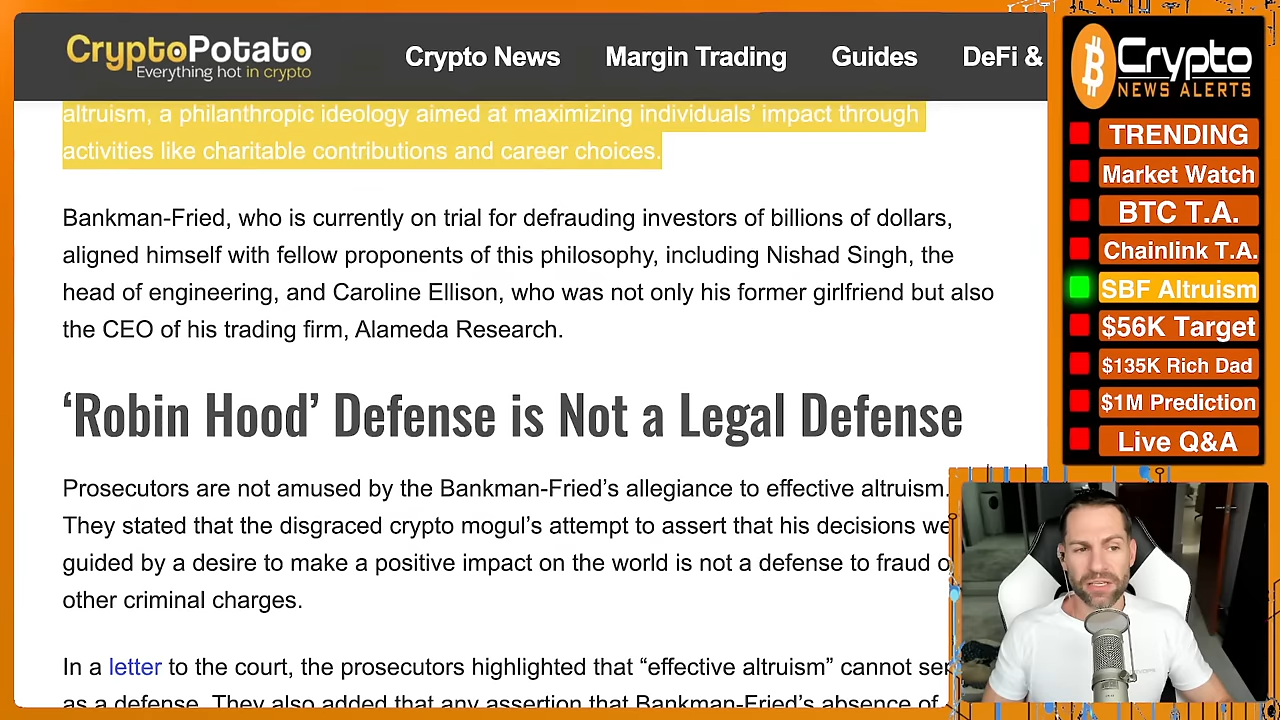 CryptoPotato
Everything hot in crypto
Crypto News
Margin Trading
Guides
DeFi &
altruism, a philanthropic ideology aimed at maximizing individuals’ impact through
activities like charitable contributions and career choices.
Bankman-Fried, who is currently on trial for defrauding investors of billions of dollars,
aligned himself with fellow proponents of this philosophy, including Nishad Singh, the
head of engineering, and Caroline Ellison, who was not only his former girlfriend but also
the CEO of his trading firm, Alameda Research.
‘Robin Hood’ Defense is Not a Legal Defense
Prosecutors are not amused by the Bankman-Fried’s allegiance to effective altruism.
They stated that the disgraced crypto mogul’s attempt to assert that his decisions we
guided by a desire to make a positive impact on the world is not a defense to fraud o
other criminal charges.
In a letter to the court, the prosecutors highlighted that “effective altruism” cannot se
as a defense. They also added that any assertion that Bankman-Fried’s absence of
Crypto
NEWS ALERTS
TRENDING
Market Watch
BTC T.A.
Chainlink T.A.
SBF Altruism
$56K Target
$135K Rich Dad
$1M Prediction
Live Q&A